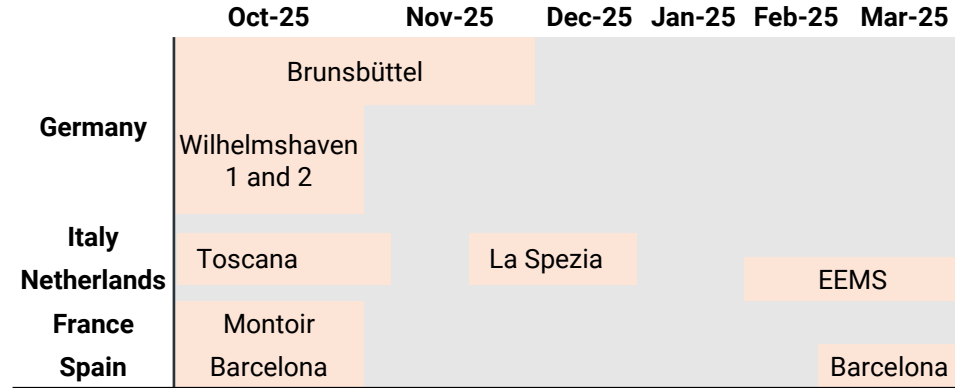 Oct-25 Nov-25 Dec-25 Jan-25 Feb-25 Mar-25
Brunsbüttel
Germany
Wilhelmshaven
1 and 2
Italy
Toscana La Spezia
Netherlands EEMS
France Montoir
Spain Barcelona Barcelona